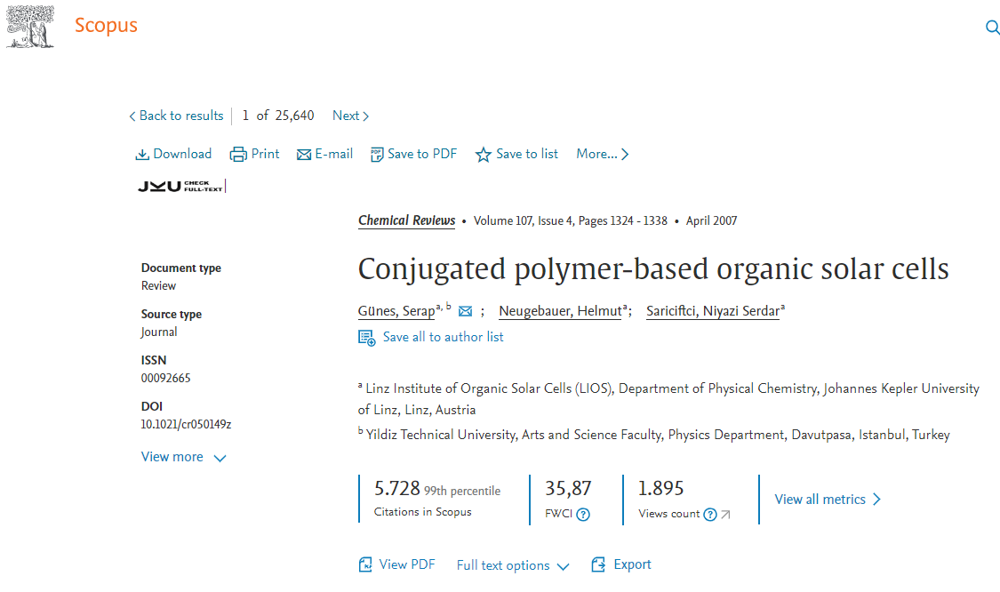 Scopus
Back to results 1 of 25,640 Next
Download Print E-mail Save to PDF Save to list More...
JKU CHECK FULL-TEXT
Chemical Reviews • Volume 107, Issue 4, Pages 1324 - 1338 • April 2007
Document type
Review
Source type
Journal
ISSN
00092665
DOI
10.1021/cr050149z
View more
Conjugated polymer-based organic solar cells
Günes, Serap a, b ; Neugebauer, Helmut a; Sariciftci, Niyazi Serdar a
Save all to author list
a Linz Institute of Organic Solar Cells (LIOS), Department of Physical Chemistry, Johannes Kepler University
of Linz, Linz, Austria
b Yildiz Technical University, Arts and Science Faculty, Physics Department, Davutpasa, Istanbul, Turkey
5.728 99th percentile
Citations in Scopus
35,87
FWCI ?
1.895
Views count ?
View all metrics
View PDF Full text options Export